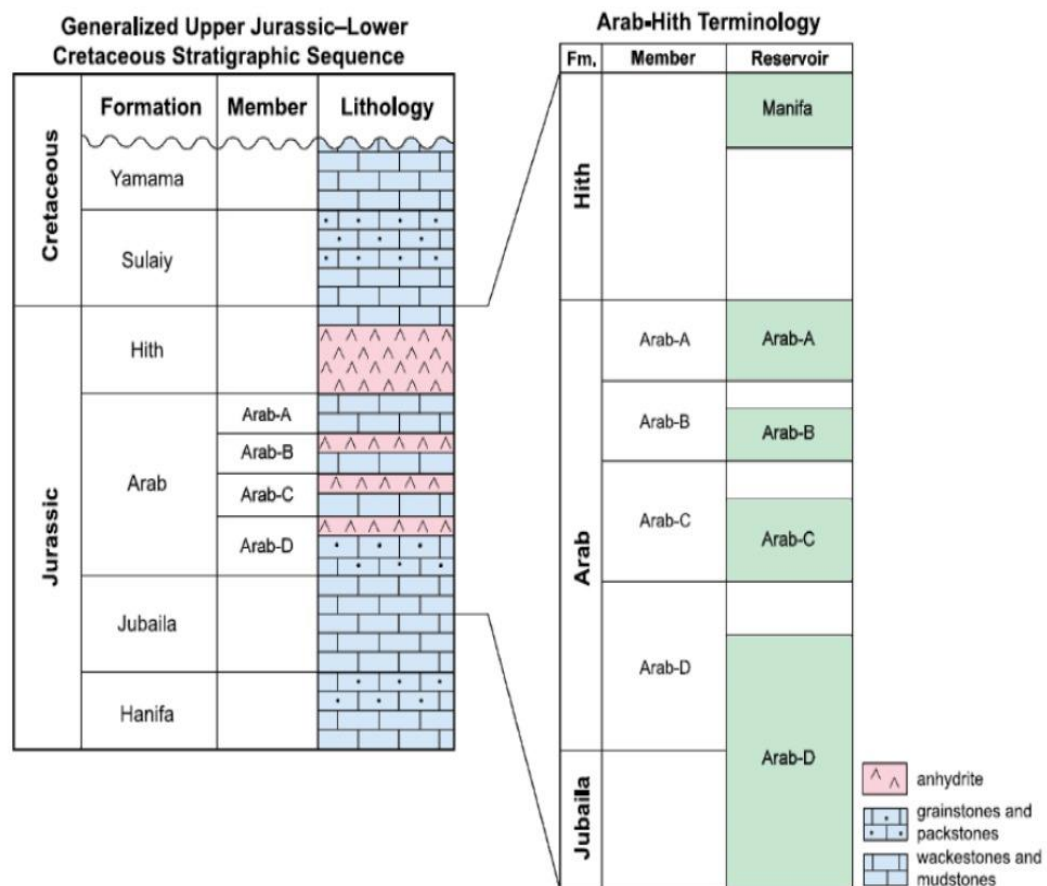 Generalized Upper Jurassic–Lower
Cretaceous Stratigraphic Sequence
Formation
Member
Lithology
Cretaceous
Yamama
Sulaiy
Jurassic
Hith
Arab
Arab-A
Arab-B
Arab-C
Arab-D
Jubaila
Hanifa
Arab-Hith Terminology
Fm.
Member
Reservoir
Hith
Manifa
Arab
Arab-A
Arab-A
Arab-B
Arab-B
Arab-C
Arab-C
Arab-D
Arab-D
Jubaila
anhydrite
grainstones and
packstones
wackestones and
mudstones